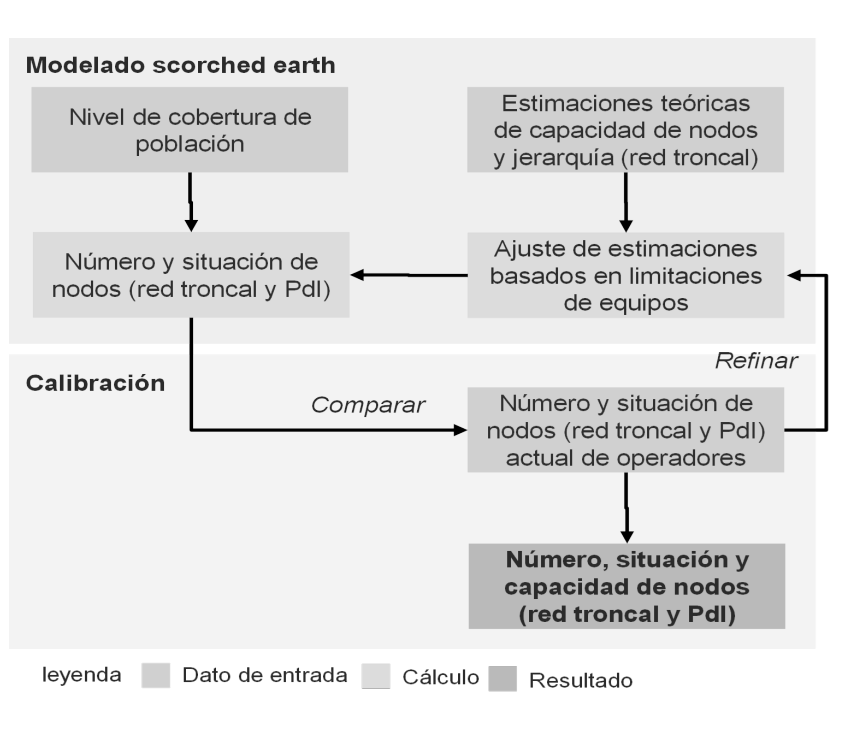 Modelado scorched earth
Nivel de cobertura de
población
Estimaciones teóricas
de capacidad de nodos
y jerarquía (red troncal)
Número y situación de
nodos (red troncal y PdI)
Ajuste de estimaciones
basados en limitaciones
de equipos
Refinar
Calibración
Comparar
Número y situación de
nodos (red troncal y PdI)
actual de operadores
Número, situación y
capacidad de nodos
(red troncal y PdI)
leyenda
Dato de entrada
Cálculo
Resultado